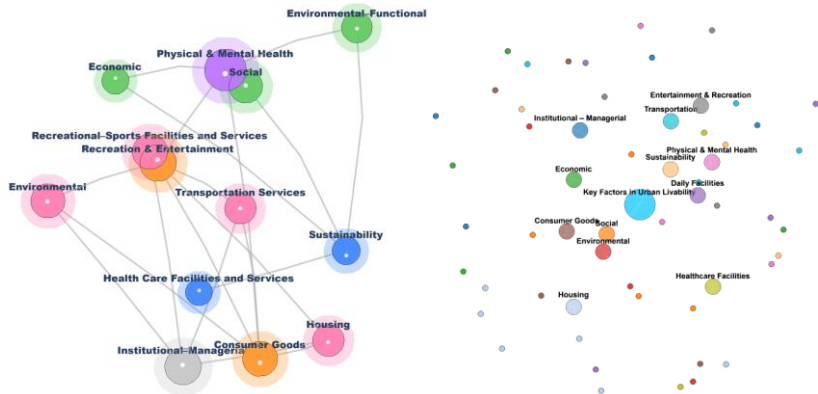 Environmental-Functional
Physical & Mental Health
Economic
Social
Recreational-Sports Facilities and Services
Recreation & Entertainment
Environmental
Transportation Services
Sustainability
Health Care Facilities and Services
Housing
Consumer Goods
Institutional-Manageria
Entertainment & Recreation
Transportation
Institutional – Managerial
Physical & Mental Health
Sustainability
Economic
Daily Facilities
Key Factors in Urban Livability
Consumer Goods
Social
Environmental
Healthcare Facilities
Housing